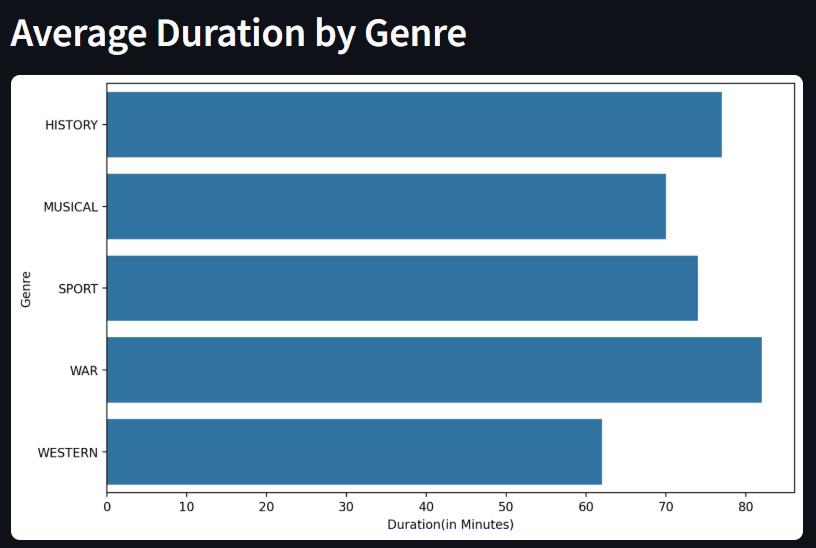 Average Duration by Genre
HISTORY
MUSICAL
SPORT
WAR
WESTERN
Genre
0 10 20 30 40 50 60 70 80
Duration(in Minutes)